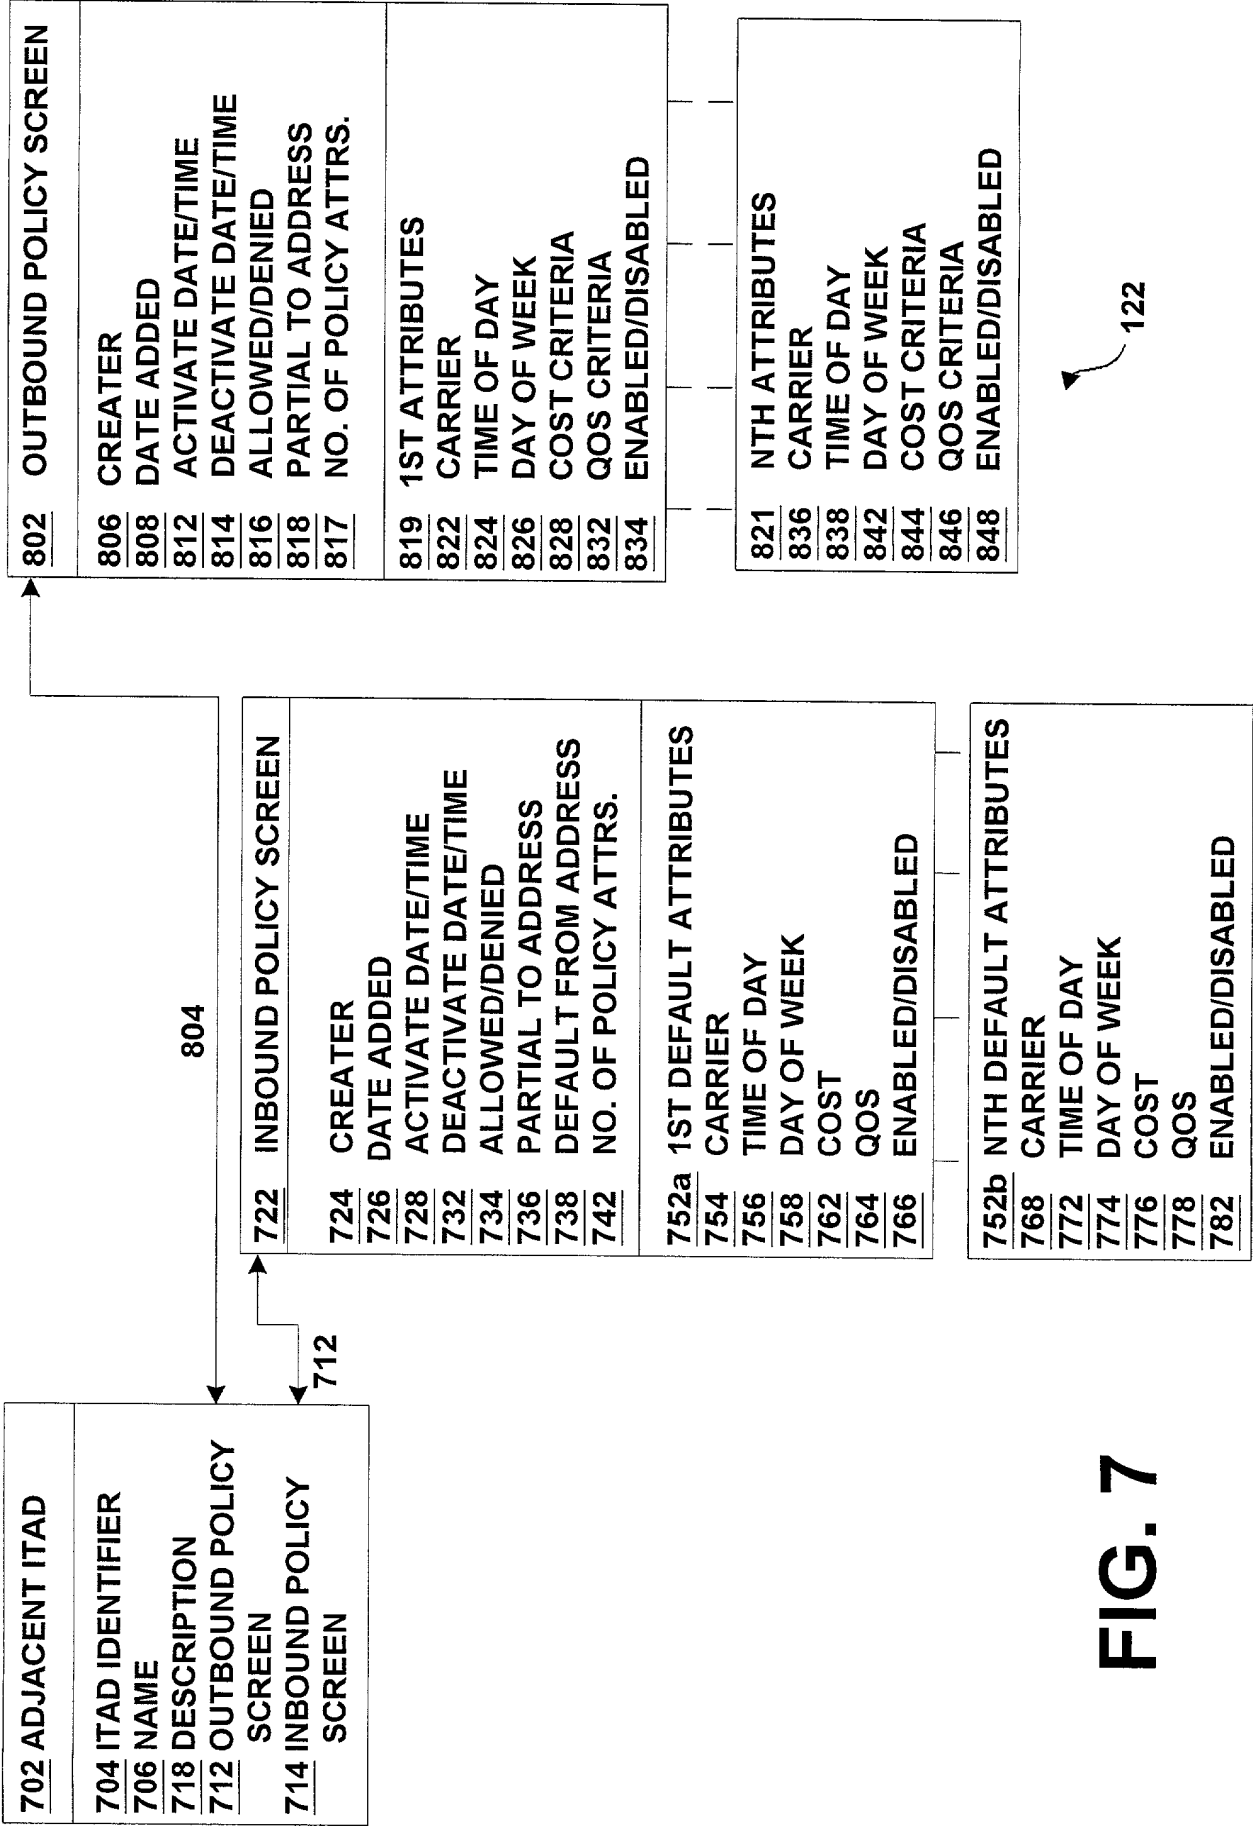 702 ADJACENT ITAD
704 ITAD IDENTIFIER
706 NAME
718 DESCRIPTION
712 OUTBOUND POLICY
SCREEN
714 INBOUND POLICY
SCREEN
804
712
722 INBOUND POLICY SCREEN
724 CREATER
726 DATE ADDED
728 ACTIVATE DATE/TIME
732 DEACTIVATE DATE/TIME
734 ALLOWED/DENIED
736 PARTIAL TO ADDRESS
738 DEFAULT FROM ADDRESS
742 NO. OF POLICY ATTRS.
752a 1ST DEFAULT ATTRIBUTES
754 CARRIER
756 TIME OF DAY
758 DAY OF WEEK
762 COST
764 QOS
766 ENABLED/DISABLED
752b NTH DEFAULT ATTRIBUTES
768 CARRIER
772 TIME OF DAY
774 DAY OF WEEK
776 COST
778 QOS
782 ENABLED/DISABLED
802 OUTBOUND POLICY SCREEN
806 CREATER
808 DATE ADDED
812 ACTIVATE DATE/TIME
814 DEACTIVATE DATE/TIME
816 ALLOWED/DENIED
818 PARTIAL TO ADDRESS
817 NO. OF POLICY ATTRS.
819 1ST ATTRIBUTES
822 CARRIER
824 TIME OF DAY
826 DAY OF WEEK
828 COST CRITERIA
832 QOS CRITERIA
834 ENABLED/DISABLED
821 NTH ATTRIBUTES
836 CARRIER
838 TIME OF DAY
842 DAY OF WEEK
844 COST CRITERIA
846 QOS CRITERIA
848 ENABLED/DISABLED
122
FIG. 7